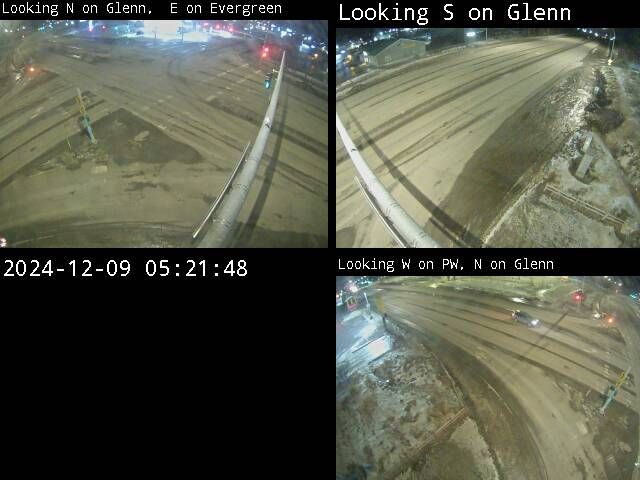 Looking N on Glenn,  E on Evergreen
Looking S on Glenn
2024-12-09 05:21:48
Looking W on PW, N on Glenn